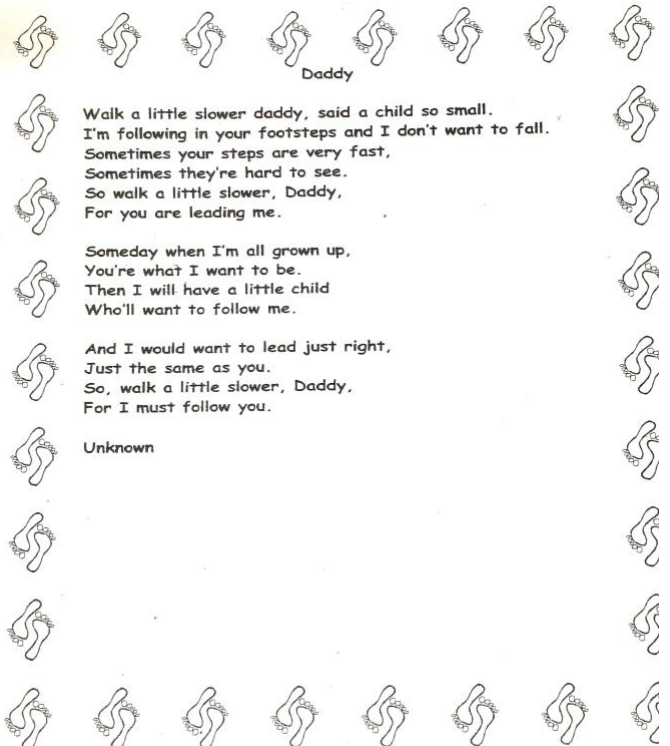 Daddy
Walk a little slower daddy, said a child so small.
I'm following in your footsteps and I don't want to fall.
Sometimes your steps are very fast,
Sometimes they're hard to see.
So walk a little slower, Daddy,
For you are leading me.
Someday when I'm all grown up,
You're what I want to be.
Then I will have a little child
Who'll want to follow me.
And I would want to lead just right,
Just the same as you.
So, walk a little slower, Daddy,
For I must follow you.
Unknown